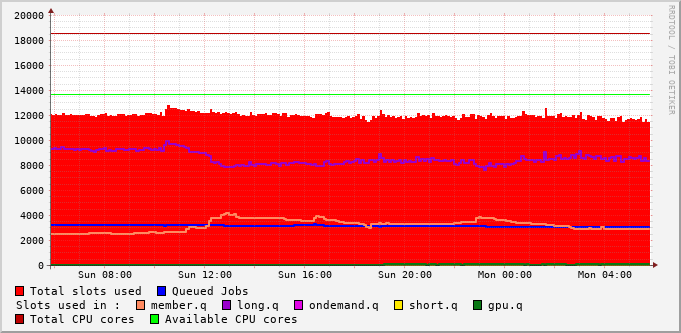 RRDTOOL / TOBI OETIKER
20000
18000
16000
14000
12000
10000
8000
6000
4000
2000
0
Sun 08:00 Sun 12:00 Sun 16:00 Sun 20:00 Mon 00:00 Mon 04:00
Total slots used Queued Jobs
Slots used in : member.q long.q ondemand.q short.q gpu.q
Total CPU cores Available CPU cores